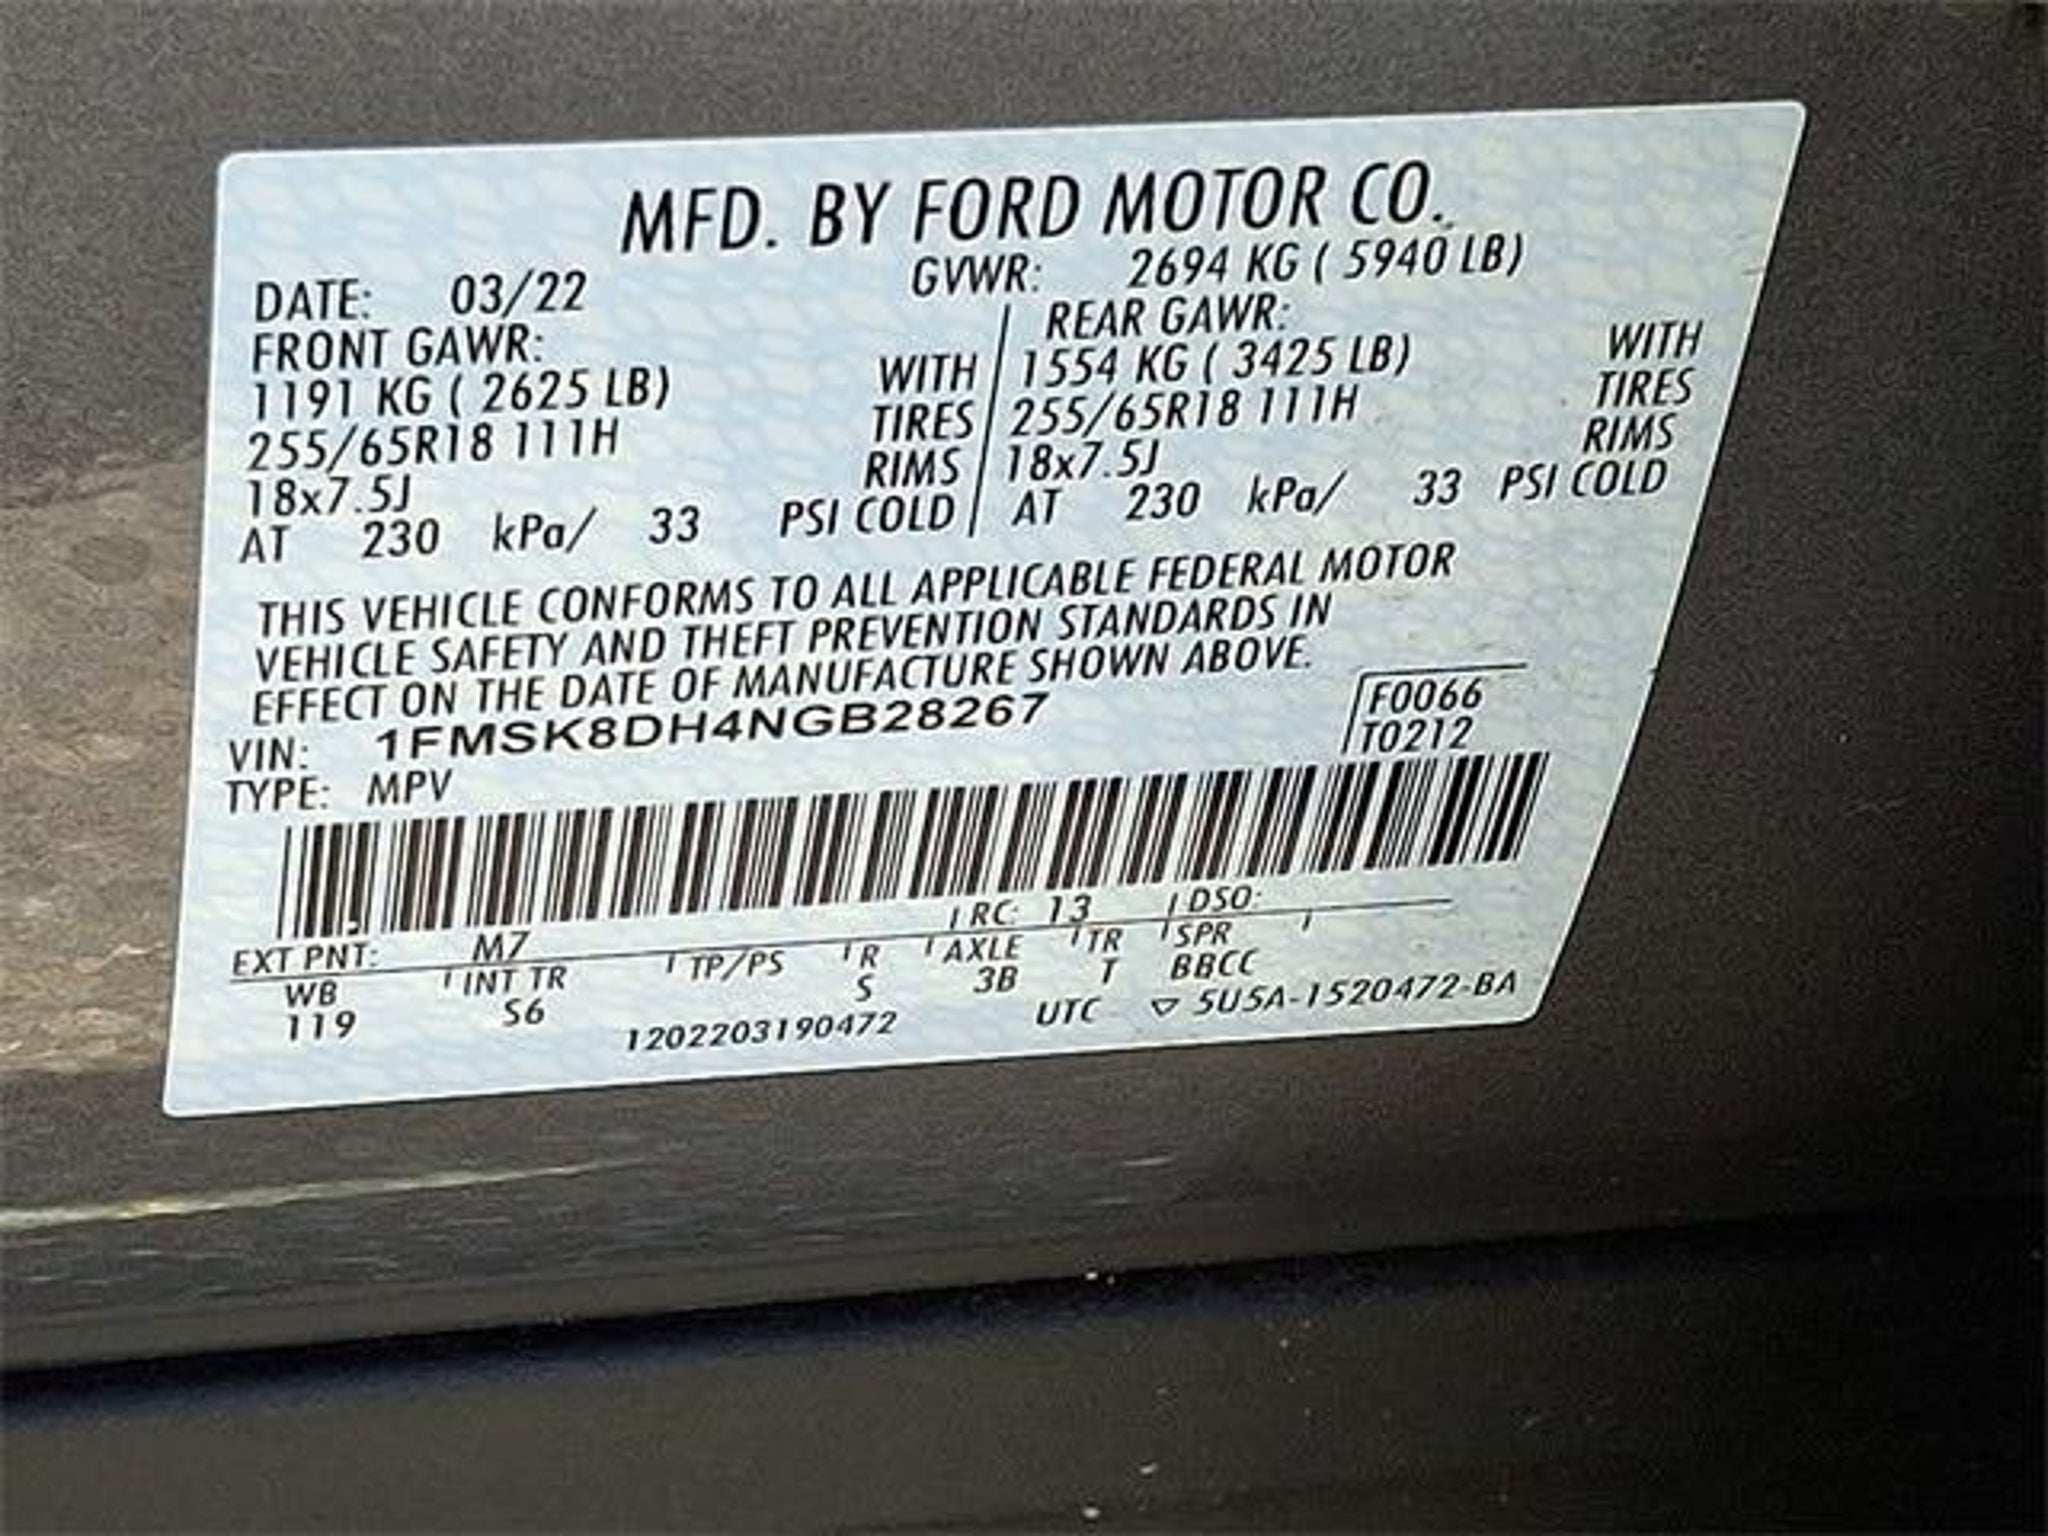 MFD. BY FORD MOTOR CO.
DATE: 03/22 GVWR: 2694 KG ( 5940 LB)
FRONT GAWR: REAR GAWR:
1191 KG ( 2625 LB) WITH 1554 KG ( 3425 LB) WITH
255/65R18 111H TIRES 255/65R18 111H TIRES
18x7.5J RIMS 18x7.5J RIMS
AT 230 kPa/ 33 PSI COLD AT 230 kPa/ 33 PSI COLD
THIS VEHICLE CONFORMS TO ALL APPLICABLE FEDERAL MOTOR
VEHICLE SAFETY AND THEFT PREVENTION STANDARDS IN
EFFECT ON THE DATE OF MANUFACTURE SHOWN ABOVE.
VIN: 1FMSK8DH4NGB28267 F0066
TYPE: MPV T0212
EXT PNT: M7 RC: 13 DSO:
WB INT TR TP/PS R AXLE TR SPR
119 S6 S 3B T BBCC
1202203190472 UTC ▽ 5U5A-1520472-BA